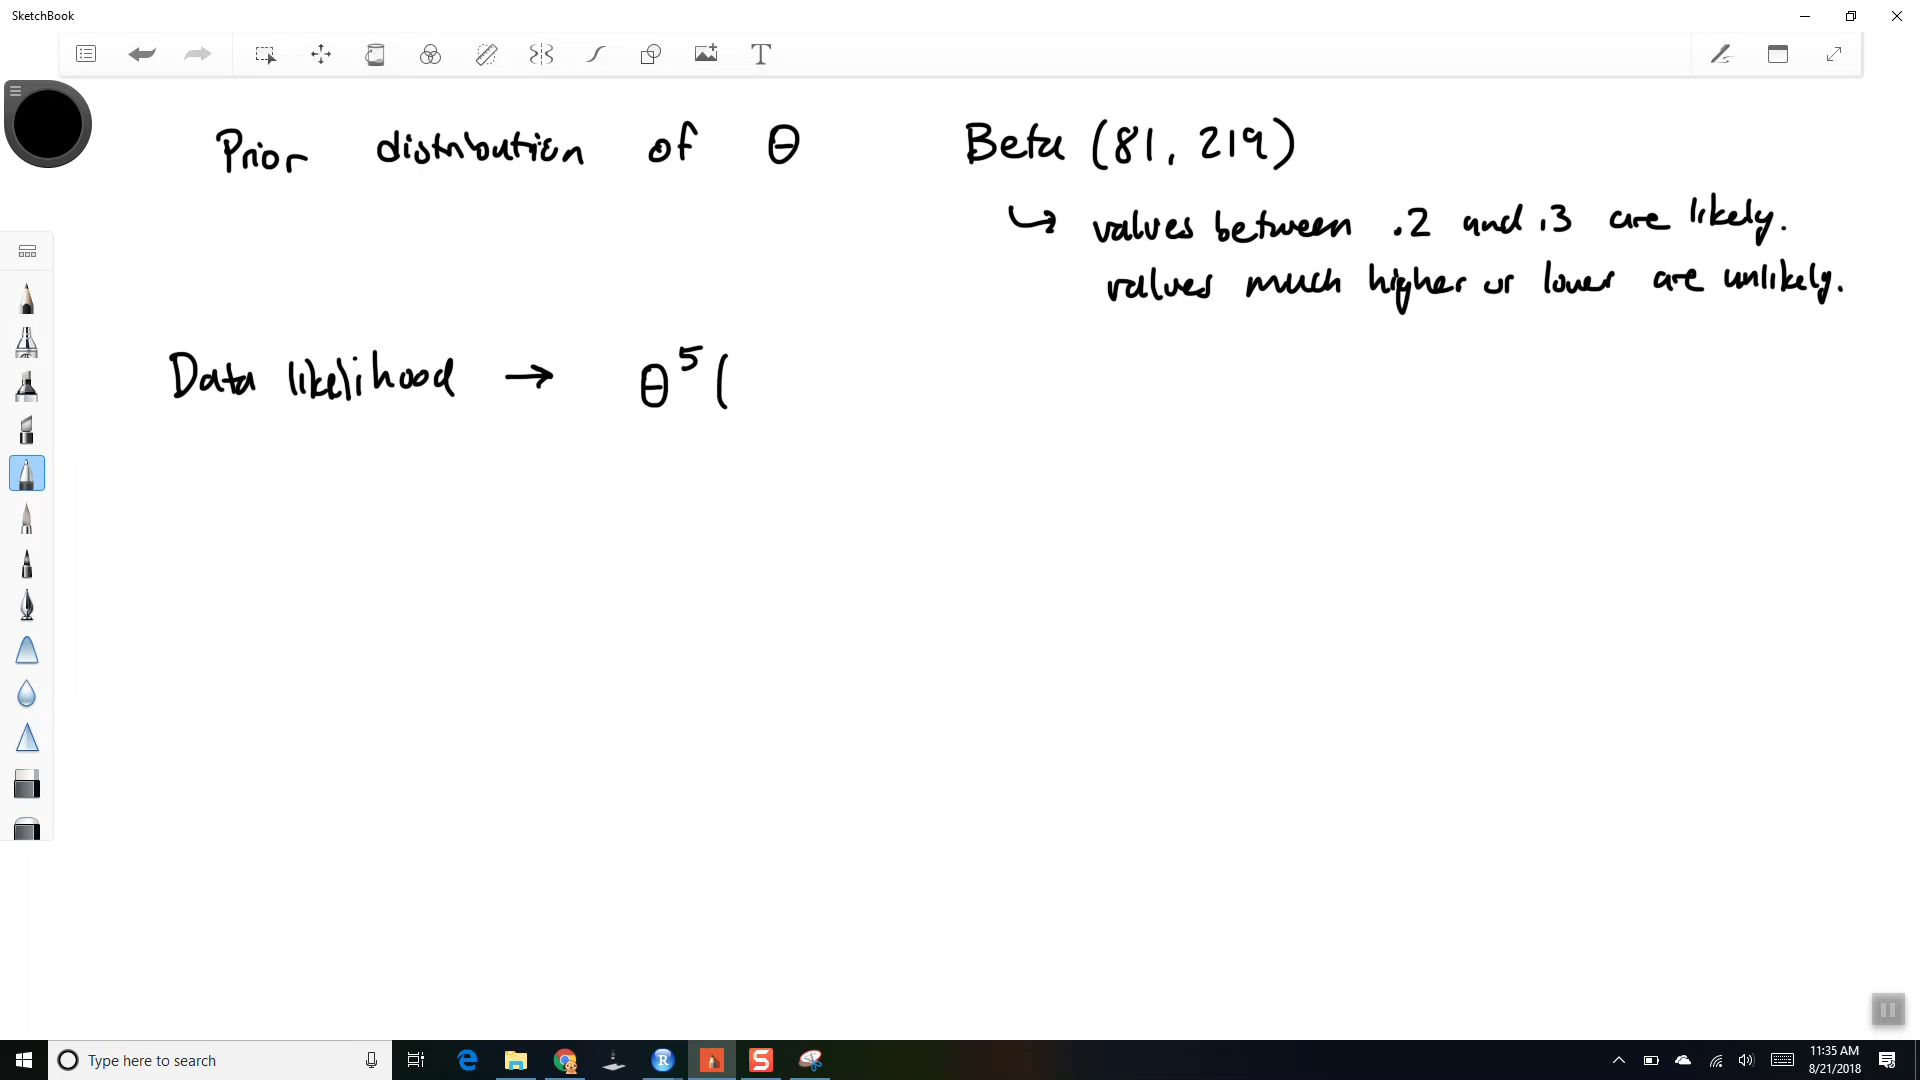 SketchBook
T
Prior distribution of θ Beta (81, 219)
↳ values between .2 and .3 are likely.
values much higher or lower are unlikely.
Data likelihood → θ⁵(
Type here to search
11:35 AM
8/21/2018